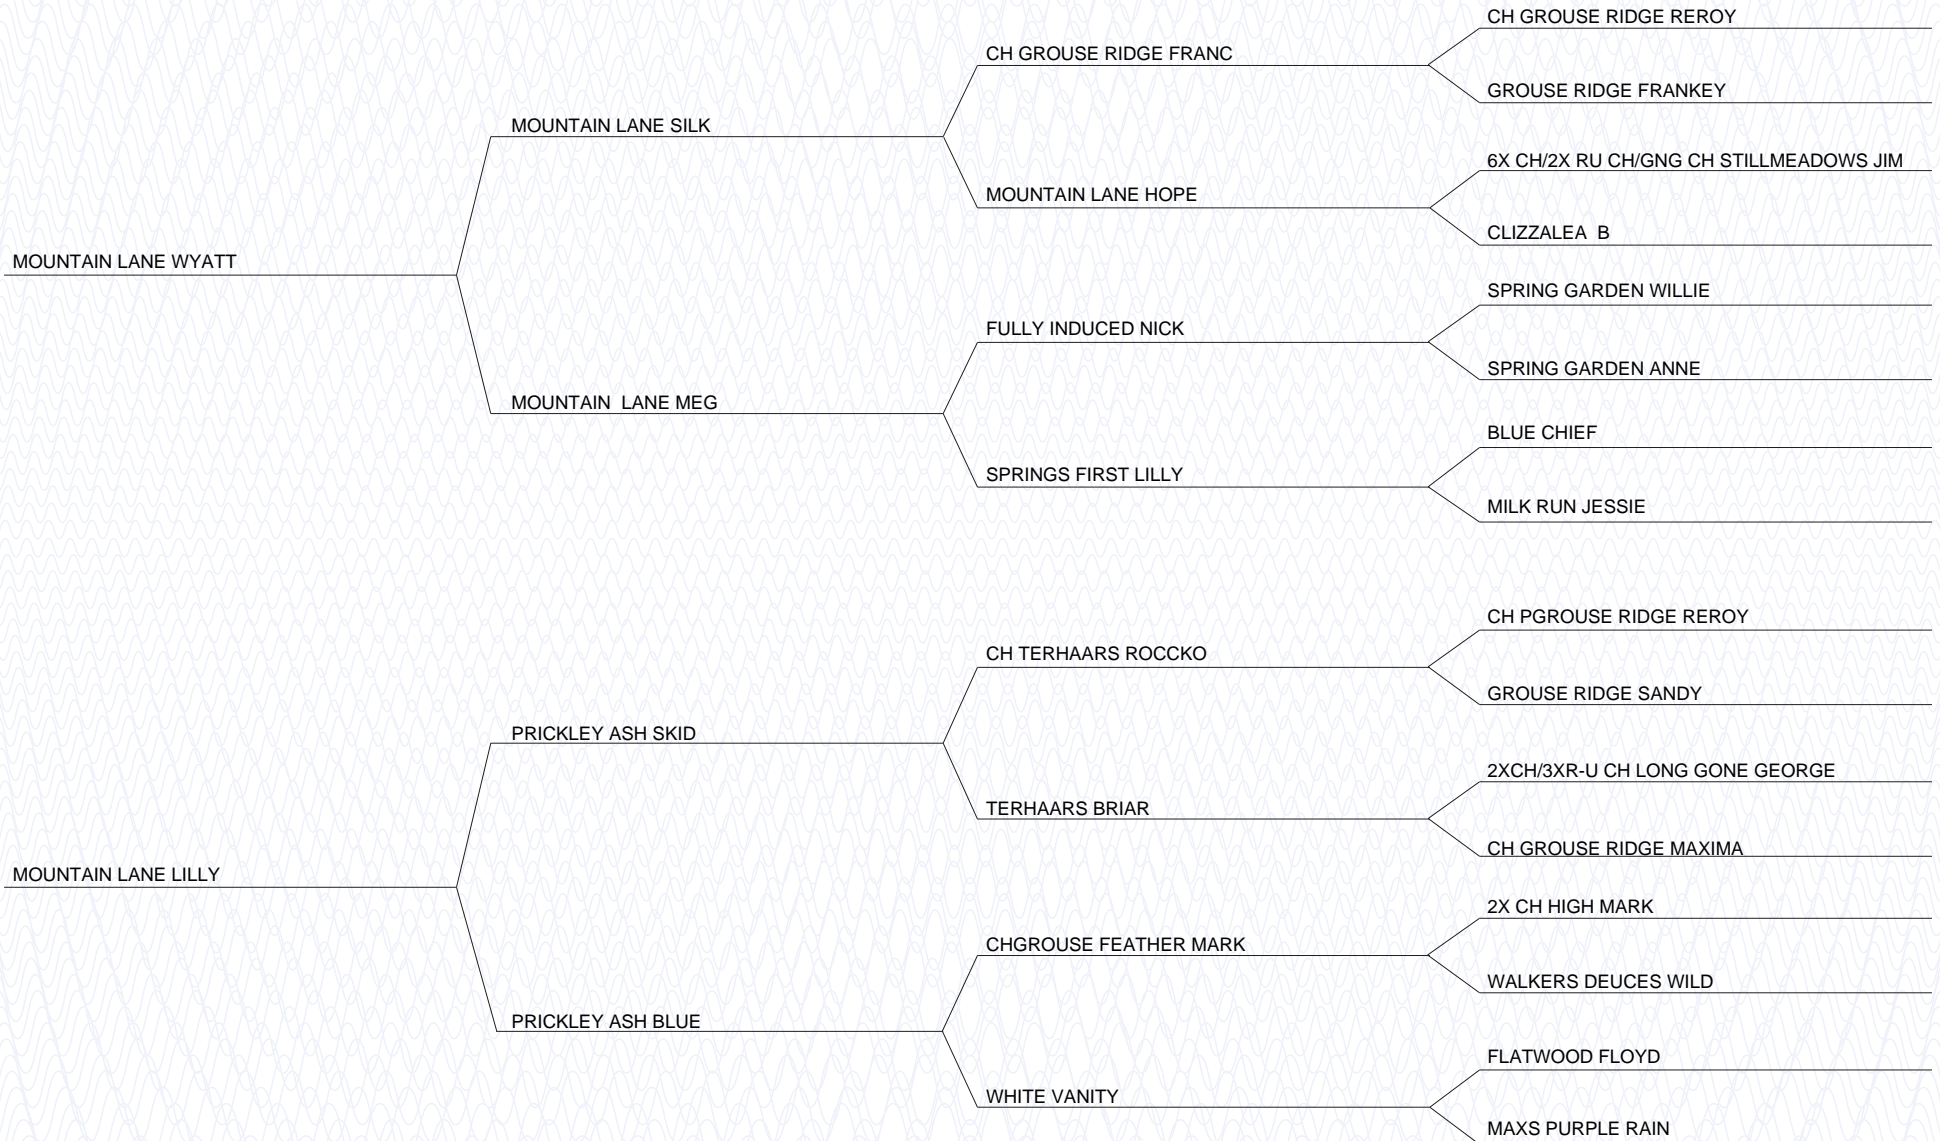 CH GROUSE RIDGE REROY
CH GROUSE RIDGE FRANC
GROUSE RIDGE FRANKEY
MOUNTAIN LANE SILK
6X CH/2X RU CH/GNG CH STILLMEADOWS JIM
MOUNTAIN LANE HOPE
CLIZZALEA  B
MOUNTAIN LANE WYATT
SPRING GARDEN WILLIE
FULLY INDUCED NICK
SPRING GARDEN ANNE
MOUNTAIN  LANE MEG
BLUE CHIEF
SPRINGS FIRST LILLY
MILK RUN JESSIE
CH PGROUSE RIDGE REROY
CH TERHAARS ROCCKO
GROUSE RIDGE SANDY
PRICKLEY ASH SKID
2XCH/3XR-U CH LONG GONE GEORGE
TERHAARS BRIAR
CH GROUSE RIDGE MAXIMA
MOUNTAIN LANE LILLY
2X CH HIGH MARK
CHGROUSE FEATHER MARK
WALKERS DEUCES WILD
PRICKLEY ASH BLUE
FLATWOOD FLOYD
WHITE VANITY
MAXS PURPLE RAIN